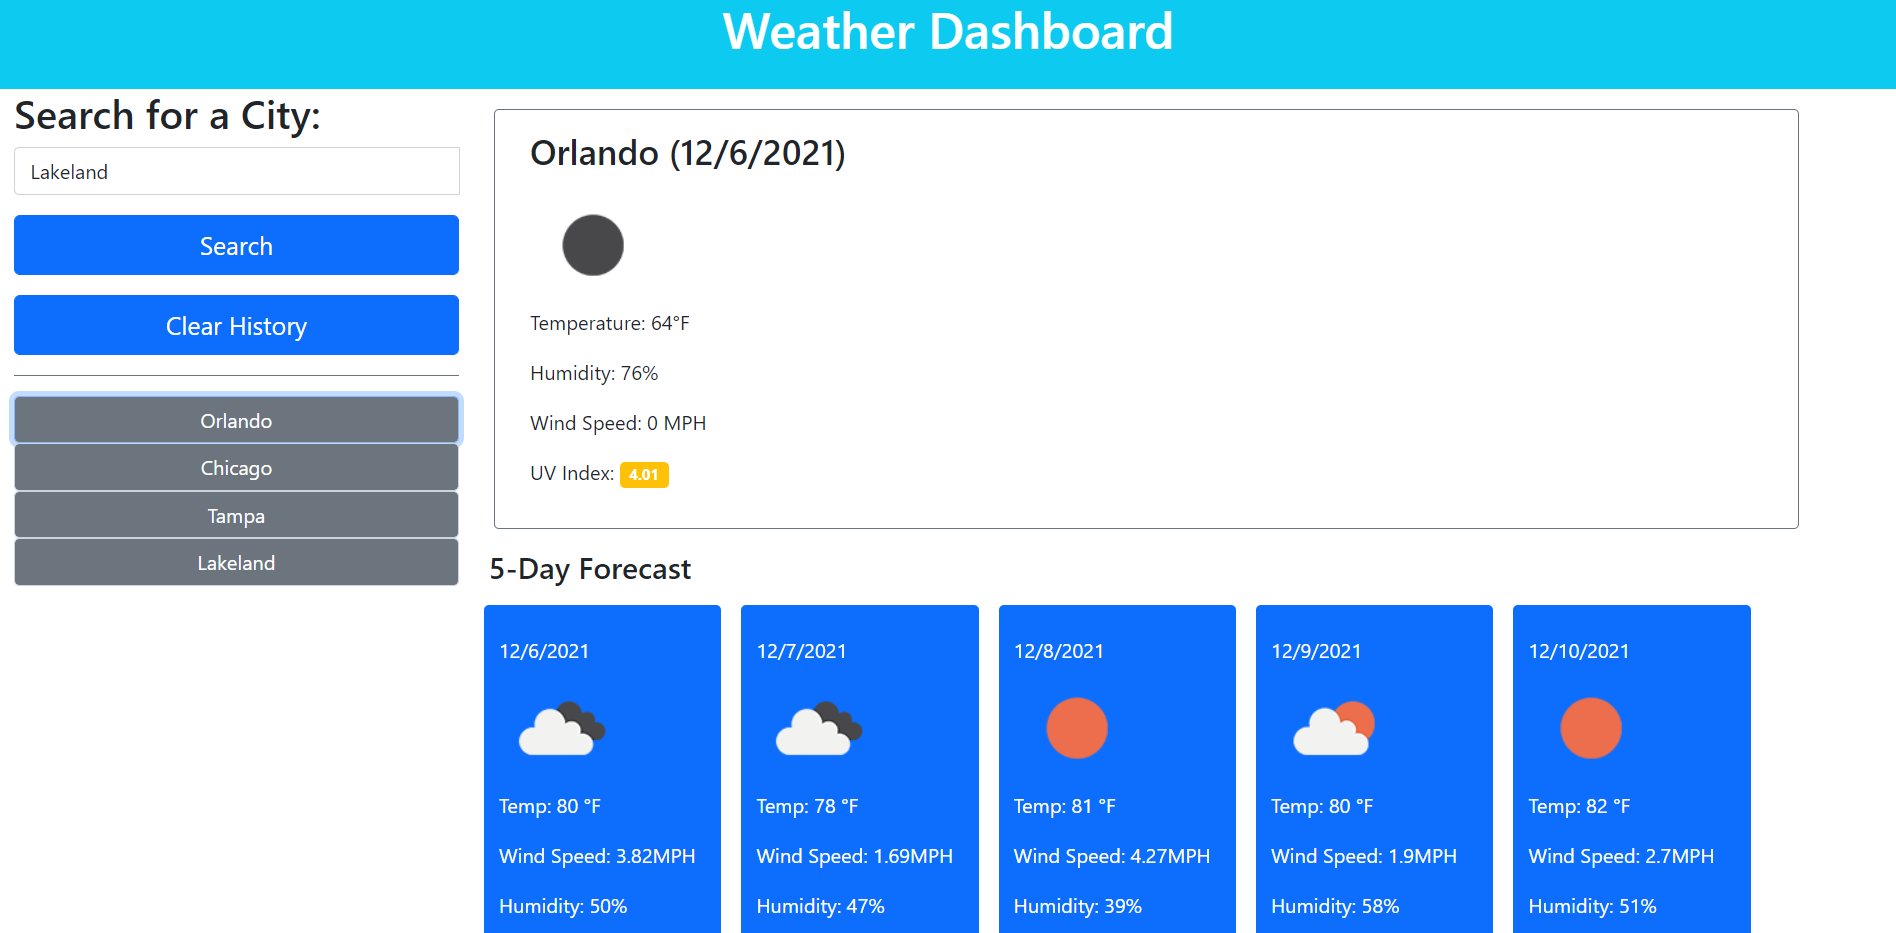 Weather Dashboard
Search for a City:
Lakeland
Search
Clear History
Orlando
Chicago
Tampa
Lakeland
Orlando (12/6/2021)
Temperature: 64°F
Humidity: 76%
Wind Speed: 0 MPH
UV Index: 4.01
5-Day Forecast
12/6/2021
Temp: 80 °F
Wind Speed: 3.82MPH
Humidity: 50%
12/7/2021
Temp: 78 °F
Wind Speed: 1.69MPH
Humidity: 47%
12/8/2021
Temp: 81 °F
Wind Speed: 4.27MPH
Humidity: 39%
12/9/2021
Temp: 80 °F
Wind Speed: 1.9MPH
Humidity: 58%
12/10/2021
Temp: 82 °F
Wind Speed: 2.7MPH
Humidity: 51%